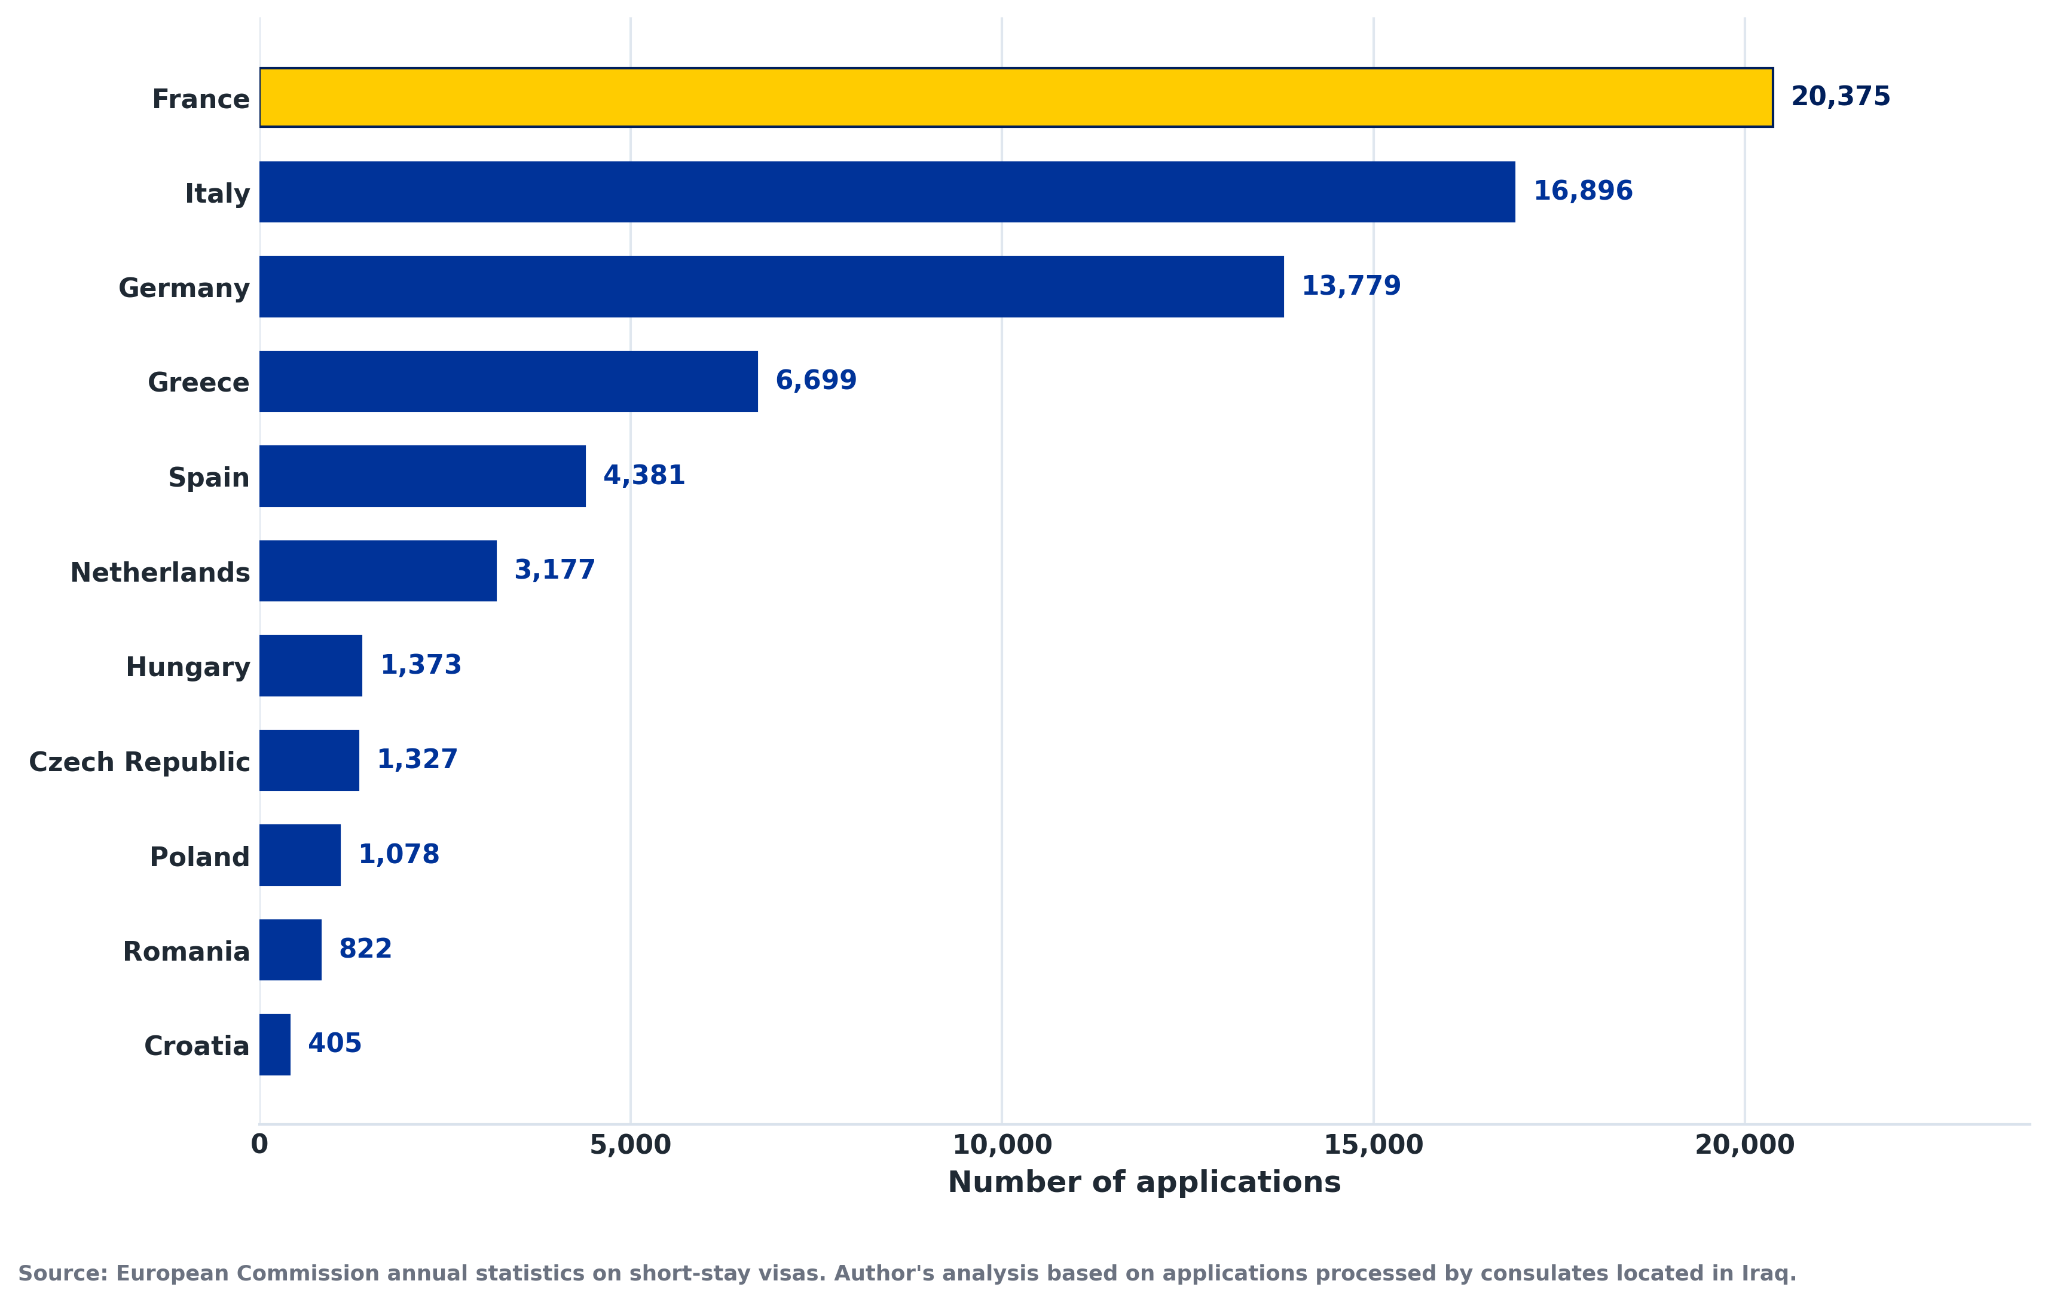 France 20,375
Italy 16,896
Germany 13,779
Greece 6,699
Spain 4,381
Netherlands 3,177
Hungary 1,373
Czech Republic 1,327
Poland 1,078
Romania 822
Croatia 405
0 5,000 10,000 15,000 20,000
Number of applications
Source: European Commission annual statistics on short-stay visas. Author's analysis based on applications processed by consulates located in Iraq.